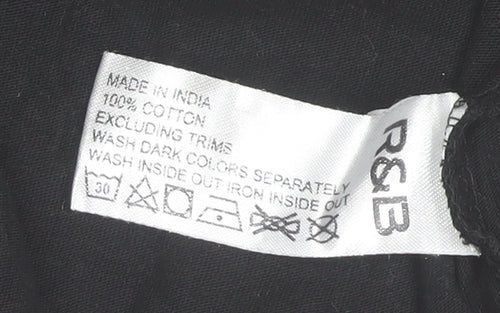 MADE IN INDIA
100% COTTON
EXCLUDING TRIMS
WASH DARK COLORS SEPARATELY
WASH INSIDE OUT IRON INSIDE OUT
30
R&B